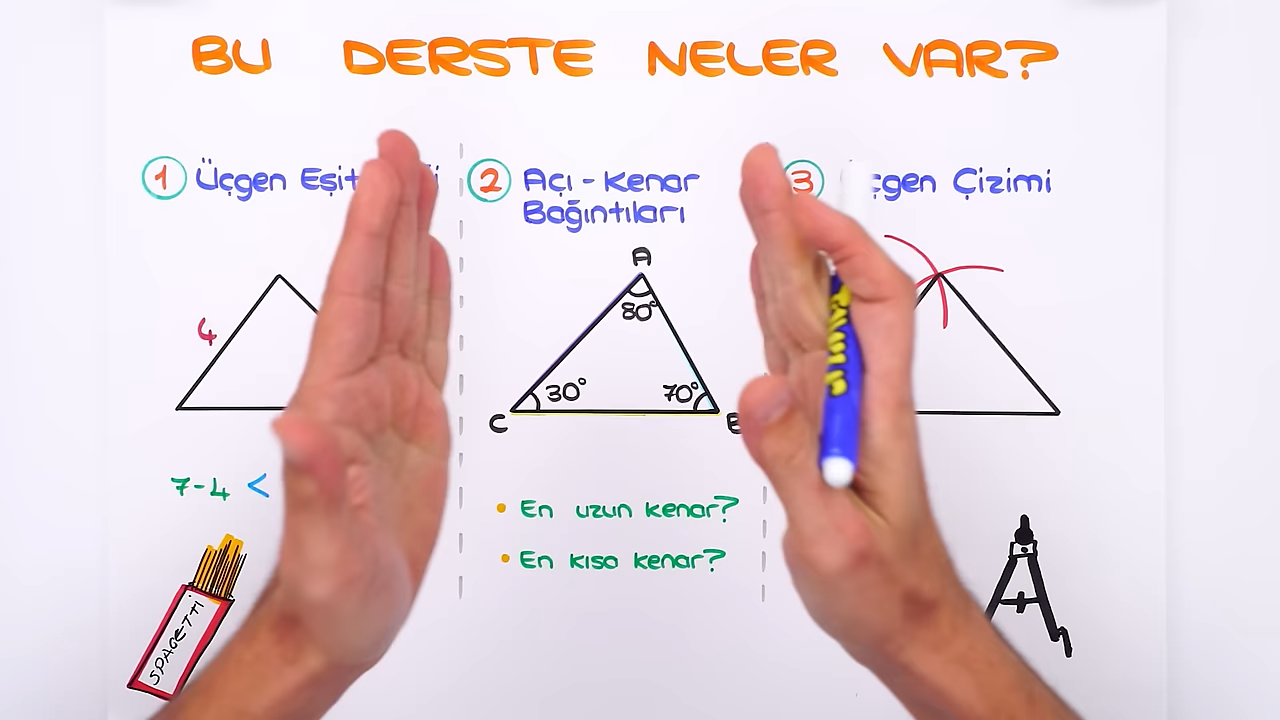 BU DERSTE NELER VAR?
1 Üçgen Eşit
2 Açı - Kenar
Bağıntıları
3 çgen Çizimi
A
80°
4
30°
70°
C
B
7-4 <
• En uzun kenar?
• En kısa kenar?
SPAGETTİ